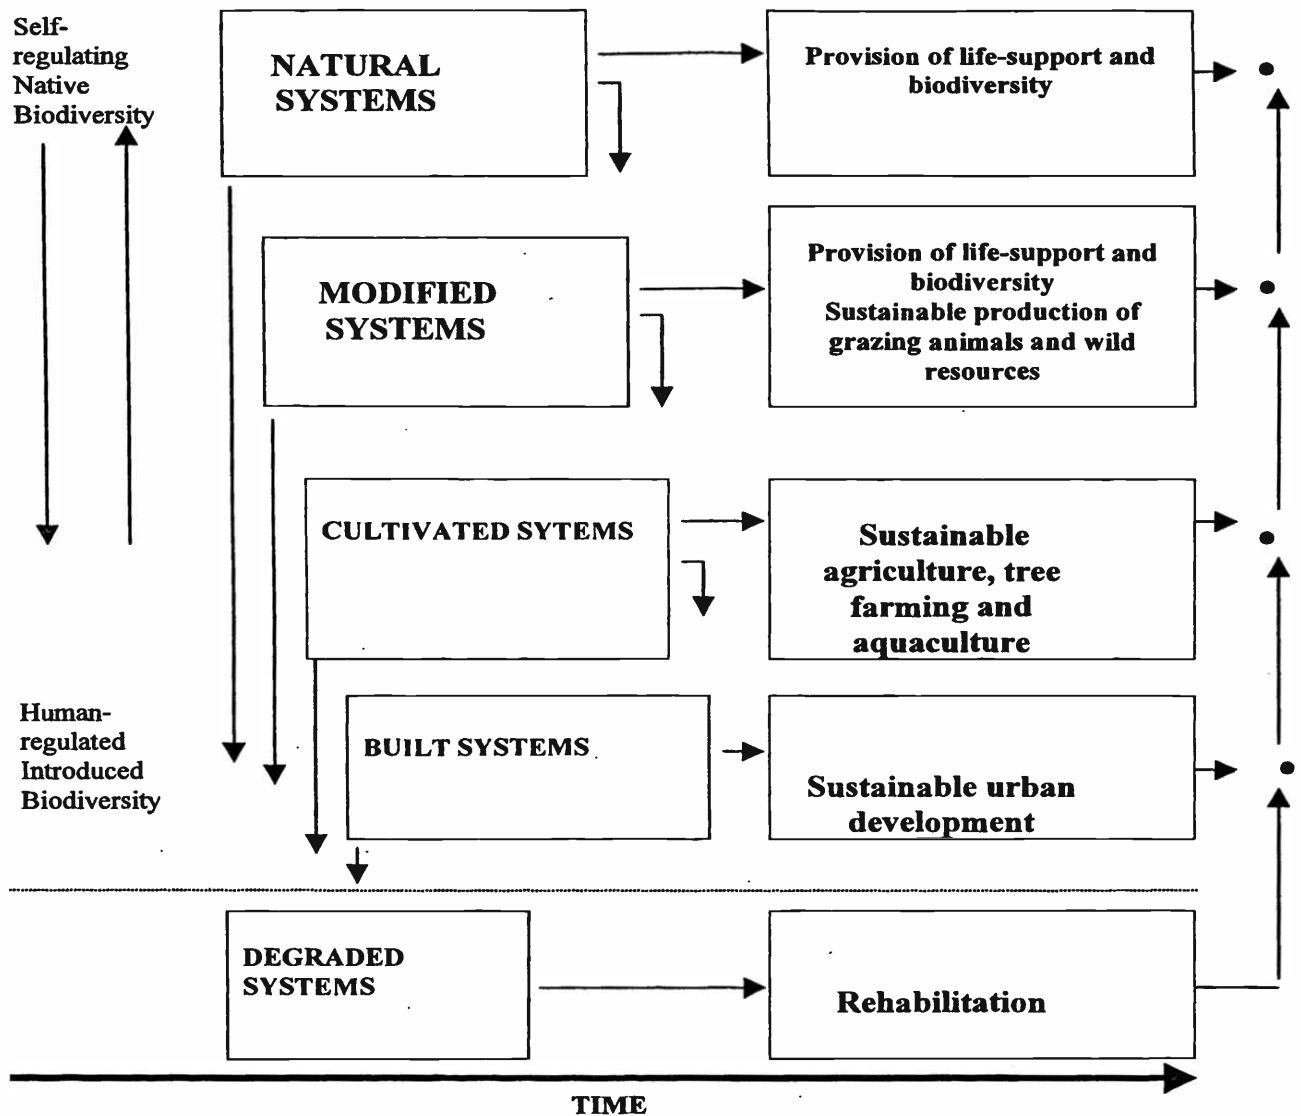 Self-
regulating
Native
Biodiversity
NATURAL
SYSTEMS
Provision of life-support and
biodiversity
MODIFIED
SYSTEMS
Provision of life-support and
biodiversity
Sustainable production of
grazing animals and wild
resources
CULTIVATED SYTEMS
Sustainable
agriculture, tree
farming and
aquaculture
Human-
regulated
Introduced
Biodiversity
BUILT SYSTEMS
Sustainable urban
development
DEGRADED
SYSTEMS
Rehabilitation
TIME